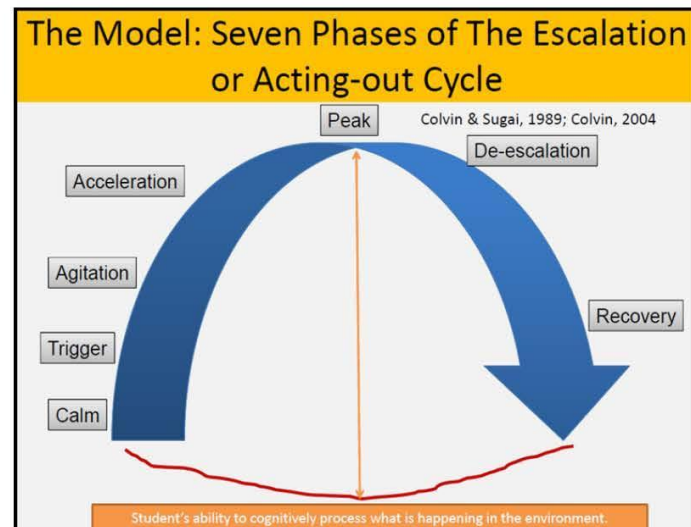 The Model: Seven Phases of The Escalation
or Acting-out Cycle
Peak
Colvin & Sugai, 1989; Colvin, 2004
De-escalation
Acceleration
Agitation
Recovery
Trigger
Calm
Student's ability to cognitively process what is happening in the environment.